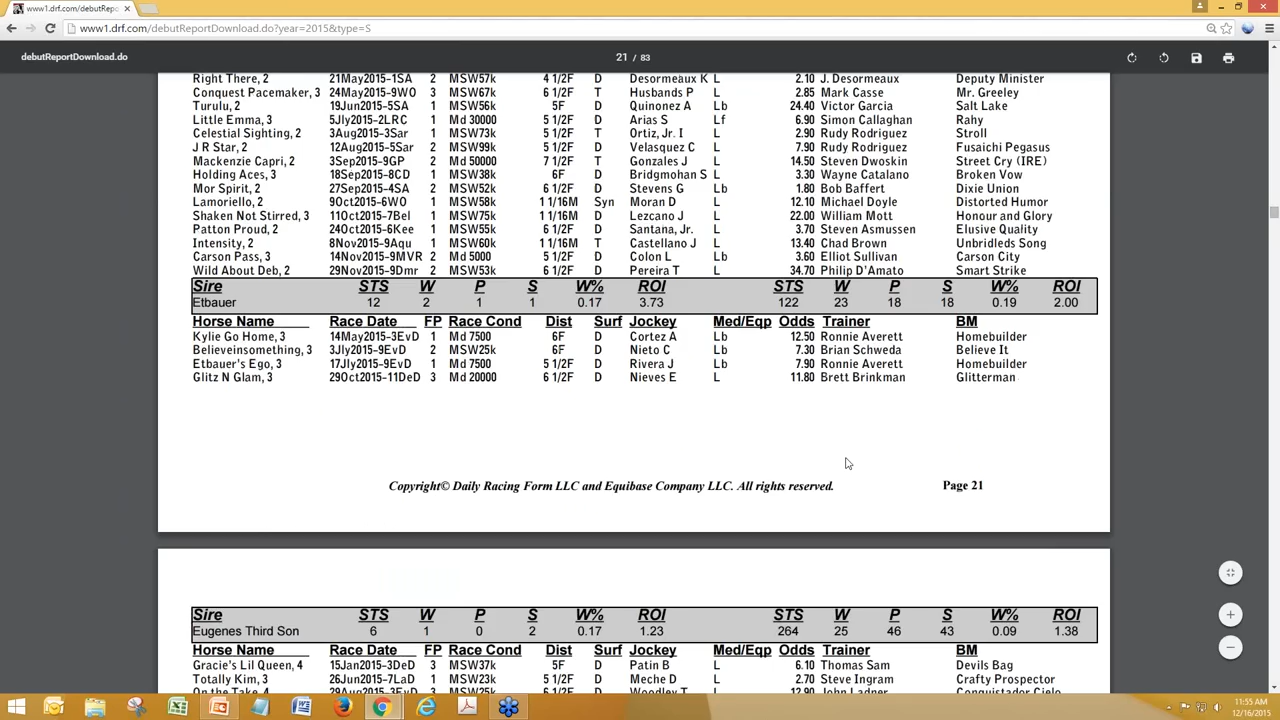 www1.drf.com/debutRepo
www1.drf.com/debutReportDownload.do?year=2015&type=S
debutReportDownload.do 21 / 83
Right There, 2 21May2015-1SA 2 MSW57k 4 1/2F D Desormeaux K L 2.10 J. Desormeaux Deputy Minister
Conquest Pacemaker, 3 24May2015-9WO 3 MSW67k 6 1/2F T Husbands P L 2.85 Mark Casse Mr. Greeley
Turulu, 2 19Jun2015-5SA 2 MSW56k 5F D Quinonez A Lb 24.40 Victor Garcia Salt Lake
Little Emma, 3 5Jly2015-2LRC 1 Md 30000 5 1/2F D Arias S Lf 6.90 Simon Callaghan Rahy
Celestial Sighting, 2 3Aug2015-3Sar 1 MSW73k 5 1/2F T Ortiz, Jr. I L 2.90 Rudy Rodriguez Stroll
J R Star, 2 12Aug2015-5Sar 2 MSW99k 5 1/2F D Velasquez C L 7.90 Rudy Rodriguez Fusaichi Pegasus
Mackenzie Capri, 2 3Sep2015-9GP 2 Md 50000 7 1/2F T Gonzales J L 14.50 Steven Dwoskin Street Cry (IRE)
Holding Aces, 3 18Sep2015-8CD 1 MSW38k 6F D Bridgmohan S L 3.30 Wayne Catalano Broken Vow
Mor Spirit, 2 27Sep2015-4SA 2 MSW52k 6 1/2F D Stevens G Lb 1.80 Bob Baffert Dixie Union
Lamoriello, 2 9Oct2015-6WO 1 MSW58k 1 1/16M Syn Moran D L 12.10 Michael Doyle Distorted Humor
Shaken Not Stirred, 3 11Oct2015-7Bel 1 MSW75k 1 1/16M D Lezcano J L 22.00 William Mott Honour and Glory
Patton Proud, 2 24Oct2015-6Kee 1 MSW55k 6 1/2F D Santana, Jr. L 3.70 Steven Asmussen Elusive Quality
Intensity, 2 8Nov2015-9Aqu 1 MSW60k 1 1/16M T Castellano J L 13.40 Chad Brown Unbridleds Song
Carson Pass, 3 14Nov2015-9MVR 2 Md 5000 5 1/2F D Colon L Lb 3.60 Elliot Sullivan Carson City
Wild About Deb, 2 29Nov2015-9Dmr 2 MSW53k 6 1/2F D Pereira T L 34.70 Philip D'Amato Smart Strike
Sire STS W P S W% ROI STS W P S W% ROI
Etbauer 12 2 1 1 0.17 3.73 122 23 18 18 0.19 2.00
Horse Name Race Date FP Race Cond Dist Surf Jockey Med/Eqp Odds Trainer BM
Kylie Go Home, 3 14May2015-3EvD 1 Md 7500 6F D Cortez A Lb 12.50 Ronnie Averett Homebuilder
Believeinsomething, 3 3Jly2015-9EvD 2 MSW25k 6F D Nieto C Lb 7.30 Brian Schweda Believe It
Etbauer's Ego, 3 17Jly2015-9EvD 1 Md 7500 5 1/2F D Rivera J Lb 7.90 Ronnie Averett Homebuilder
Glitz N Glam, 3 29Oct2015-11DeD 3 Md 20000 6 1/2F D Nieves E L 11.80 Brett Brinkman Glitterman
Copyright© Daily Racing Form LLC and Equibase Company LLC. All rights reserved. Page 21
Sire STS W P S W% ROI STS W P S W% ROI
Eugenes Third Son 6 1 0 2 0.17 1.23 264 25 46 43 0.09 1.38
Horse Name Race Date FP Race Cond Dist Surf Jockey Med/Eqp Odds Trainer BM
Gracie's Lil Queen, 4 15Jan2015-3DeD 3 MSW37k 5F D Patin B L 6.10 Thomas Sam Devils Bag
Totally Kim, 3 26Jun2015-7LaD 1 MSW23k 5 1/2F D Meche D L 2.70 Steve Ingram Crafty Prospector
On the Take, 4 29Aug2015-3EvD 3 MSW25k D Woodley T L 12.90 John Ladner Conquistador Cielo
11:55 AM
12/16/2015